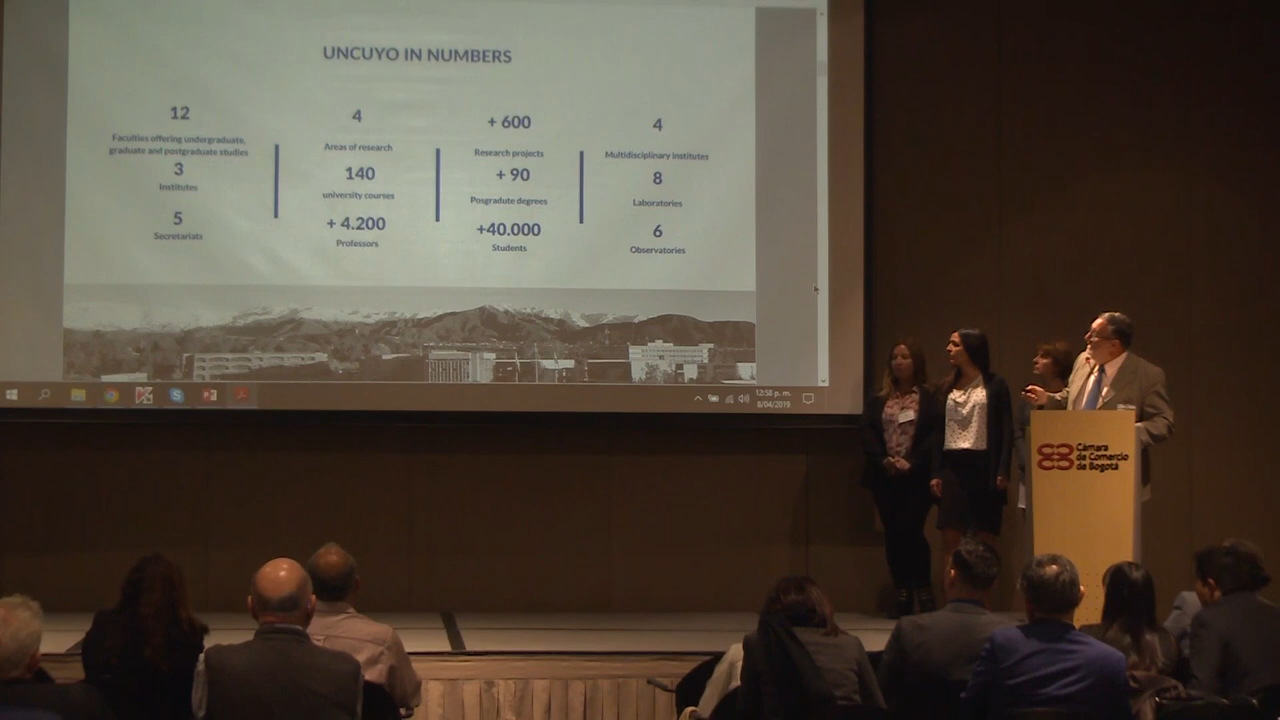 UNCUYO IN NUMBERS
12
Faculties offering undergraduate,
graduate and postgraduate studies
3
Institutes
5
Secretariats
4
Areas of research
140
university courses
+ 4.200
Professors
+ 600
Research projects
+ 90
Posgradute degrees
+40.000
Students
4
Multidisciplinary institutes
8
Laboratories
6
Observatories
12:58 p. m.
8/04/2019
Cámara
de Comercio
de Bogotá